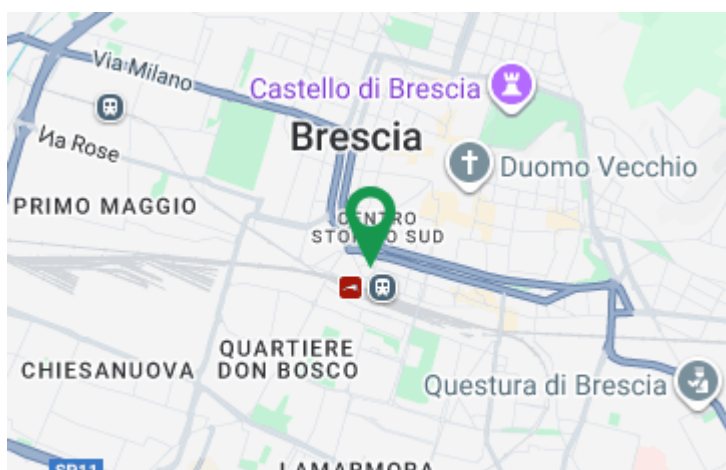 Via Milano
Castello di Brescia
Brescia
Via Rose
Duomo Vecchio
PRIMO MAGGIO
CENTRO
SUD
QUARTIERE
DON BOSCO
CHIESANUOVA
Questura di Brescia
SP11
LAMARMORA